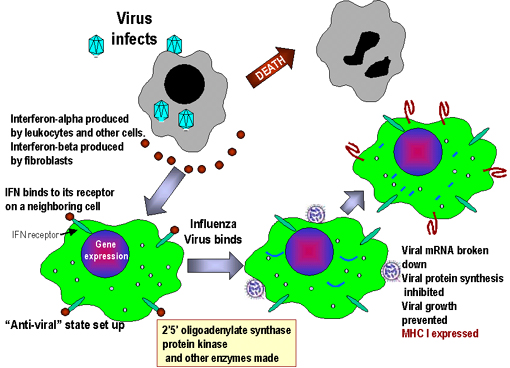 Virus
infects
DEATH
Interferon-alpha produced
by leukocytes and other cells.
Interferon-beta produced
by fibroblasts
IFN binds to its receptor
on a neighboring cell
IFN receptor
Gene
expression
Influenza
Virus binds
"Anti-viral" state set up
2'5' oligoadenylate synthase
protein kinase
and other enzymes made
Viral mRNA broken
down
Viral protein synthesis
inhibited
Viral growth
prevented
MHC I expressed